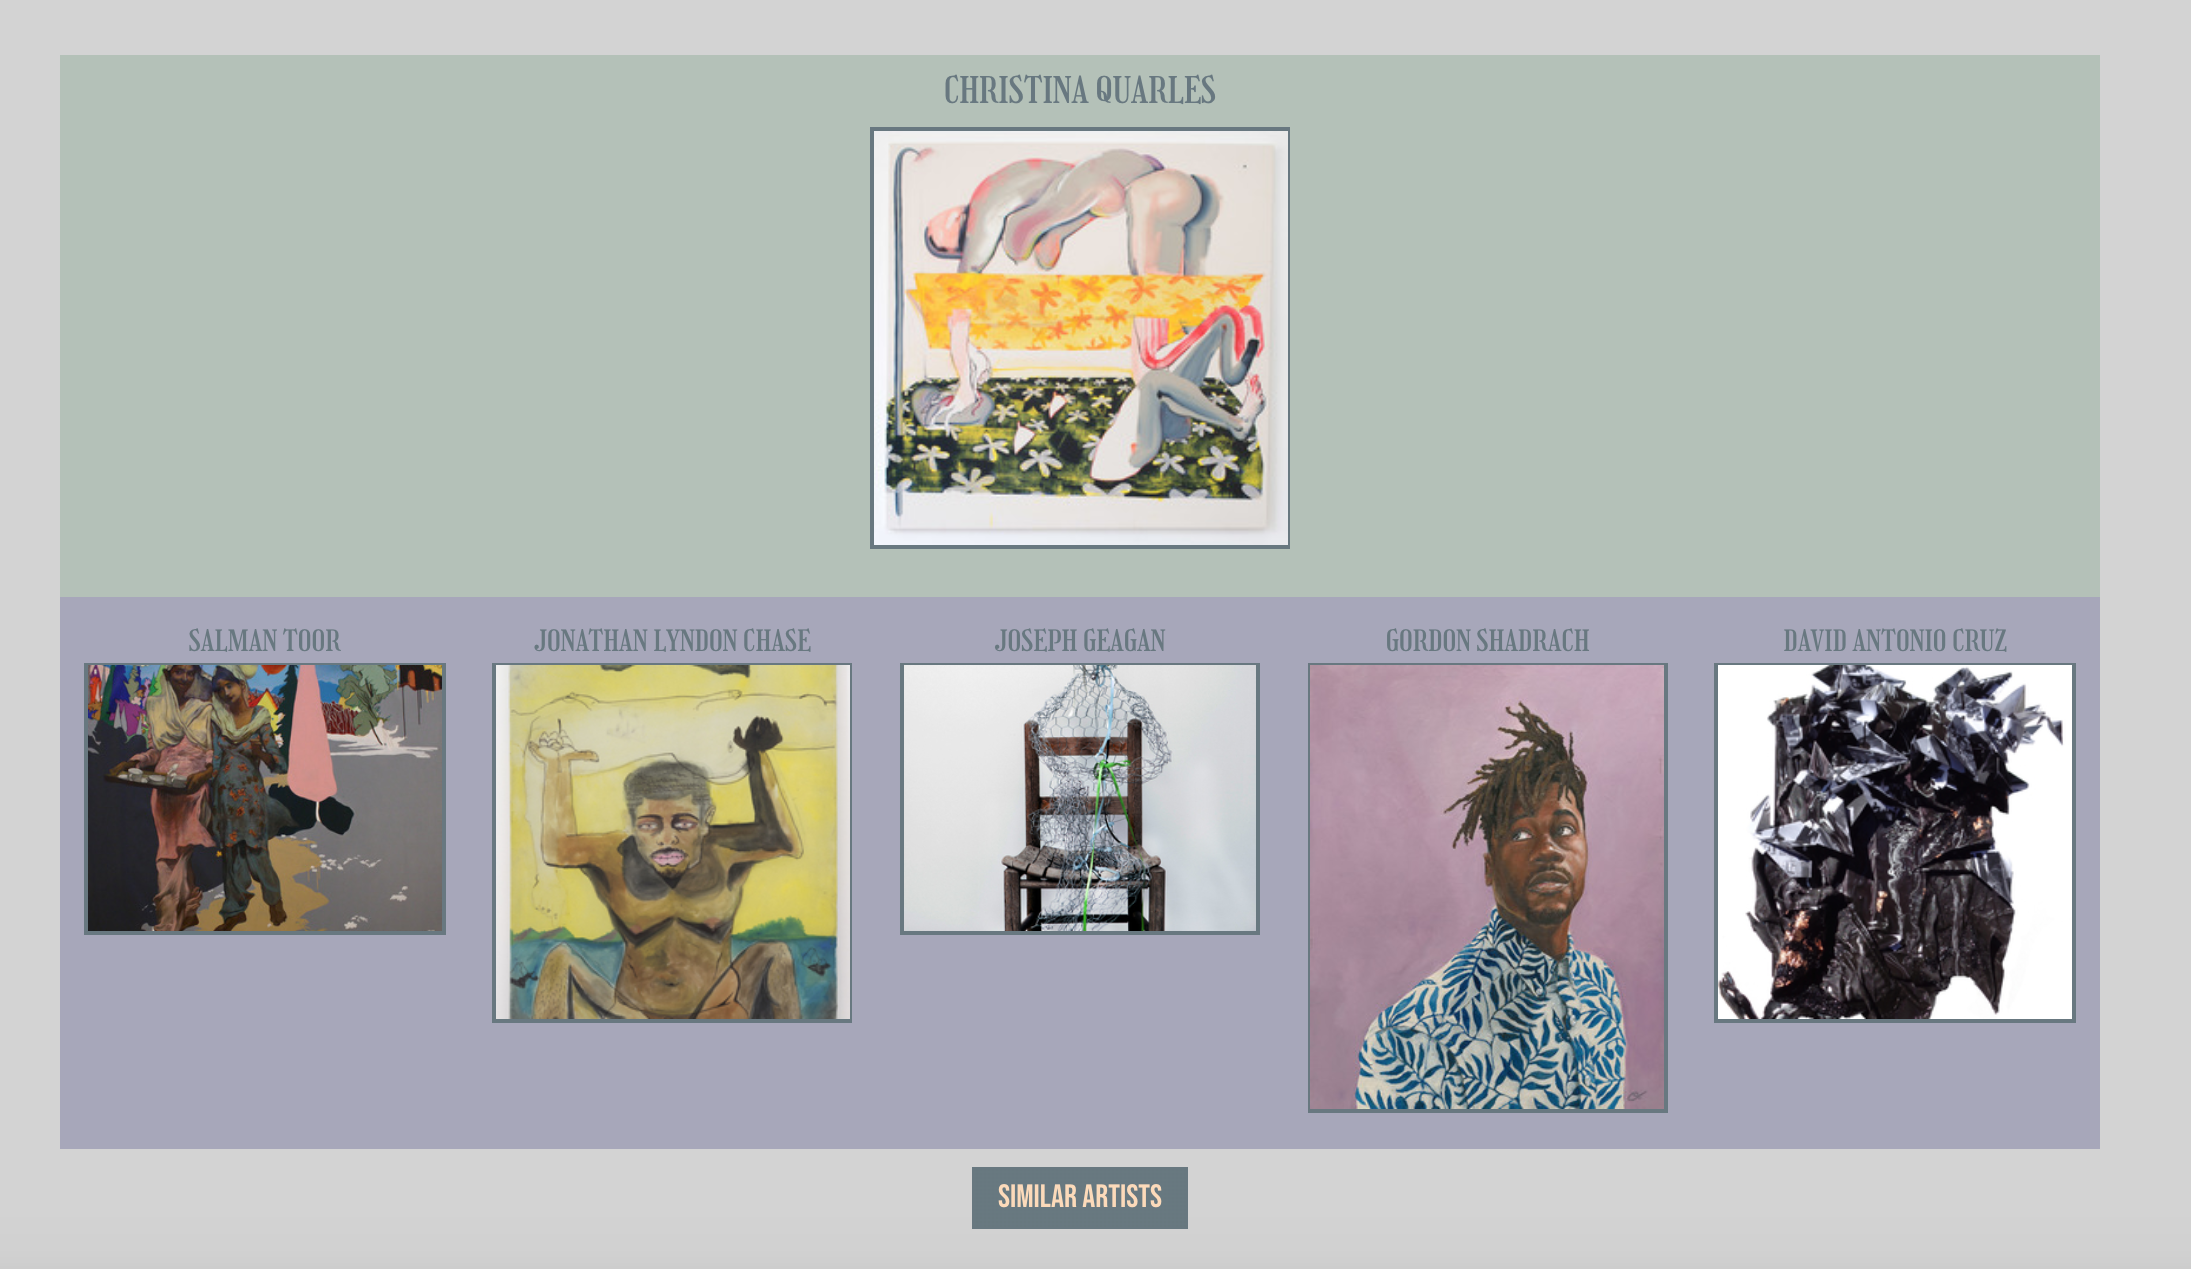 CHRISTINA QUARLES
SALMAN TOOR
JONATHAN LYNDON CHASE
JOSEPH GEAGAN
GORDON SHADRACH
DAVID ANTONIO CRUZ
SIMILAR ARTISTS